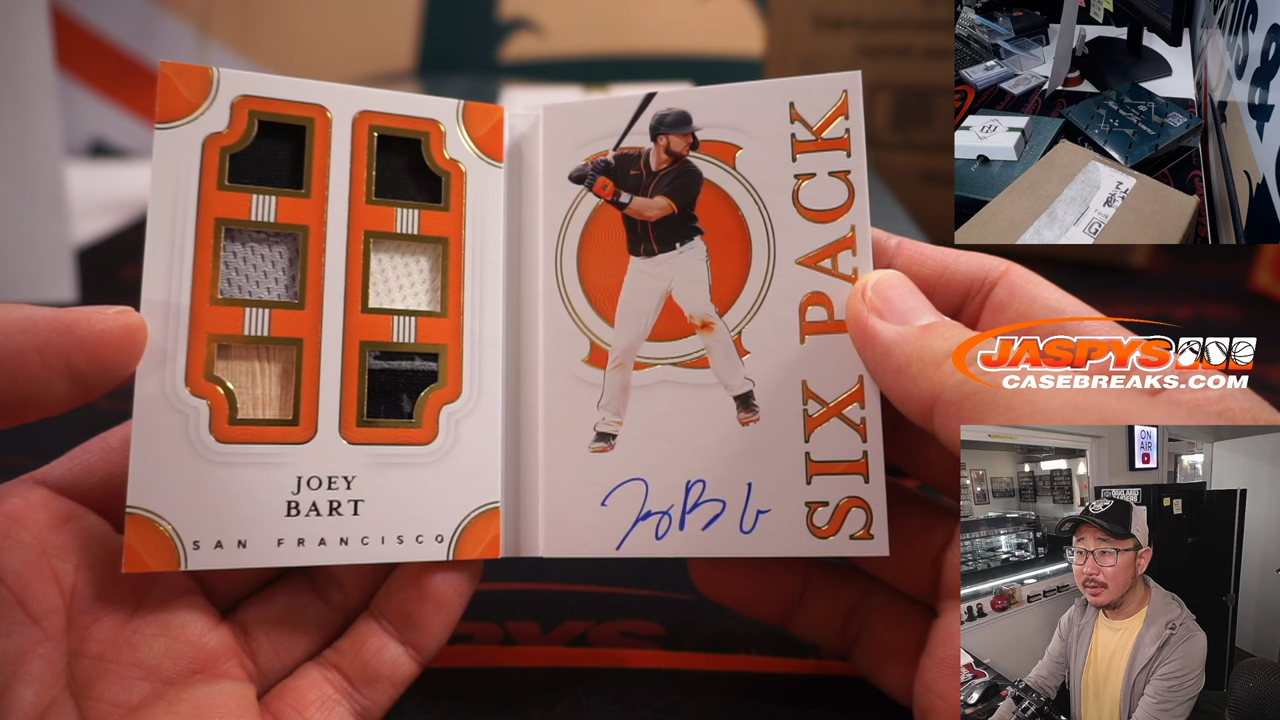 JOEY
BART
SAN FRANCISCO
SIX PACK
JASPYS
CASEBREAKS.COM
ON
AIR